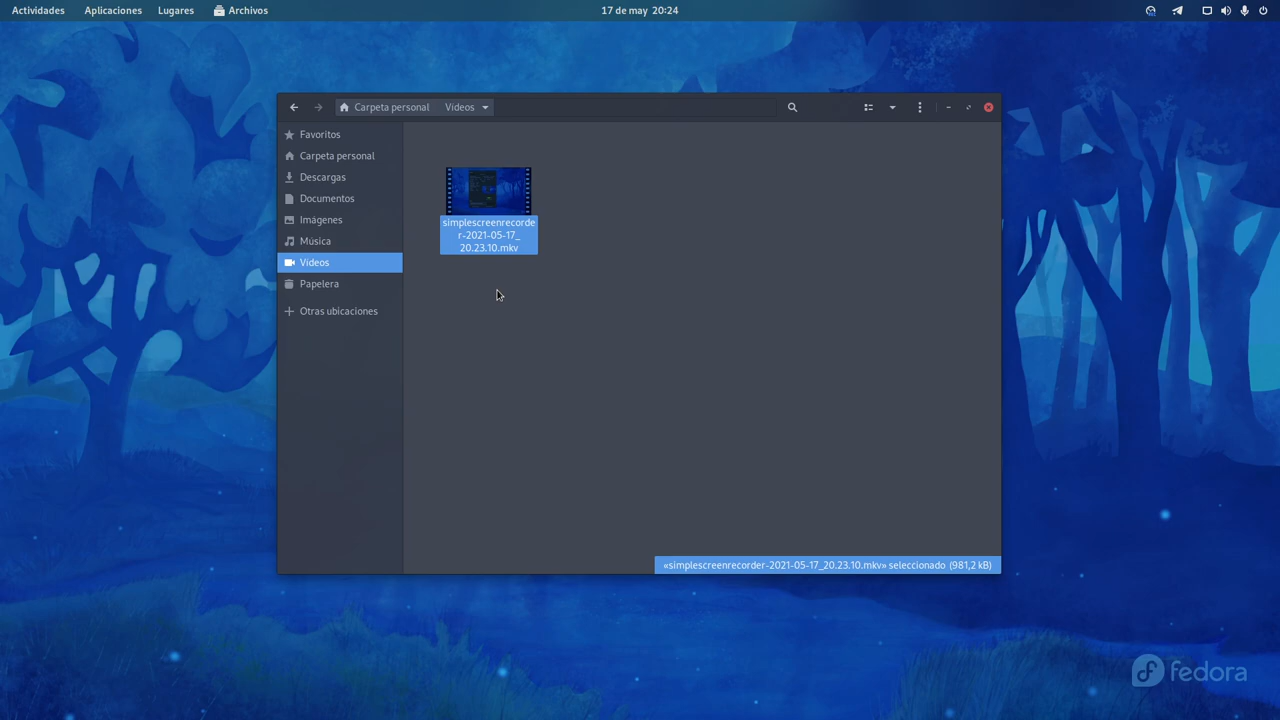 Actividades Aplicaciones Lugares Archivos 17 de may 20:24
Carpeta personal Vídeos
Favoritos
Carpeta personal
Descargas
Documentos
Imágenes
Música
Vídeos
Papelera
Otras ubicaciones
simplescreenrecorde
r-2021-05-17_
20.23.10.mkv
«simplescreenrecorder-2021-05-17_20.23.10.mkv» seleccionado (981,2 kB)
fedora